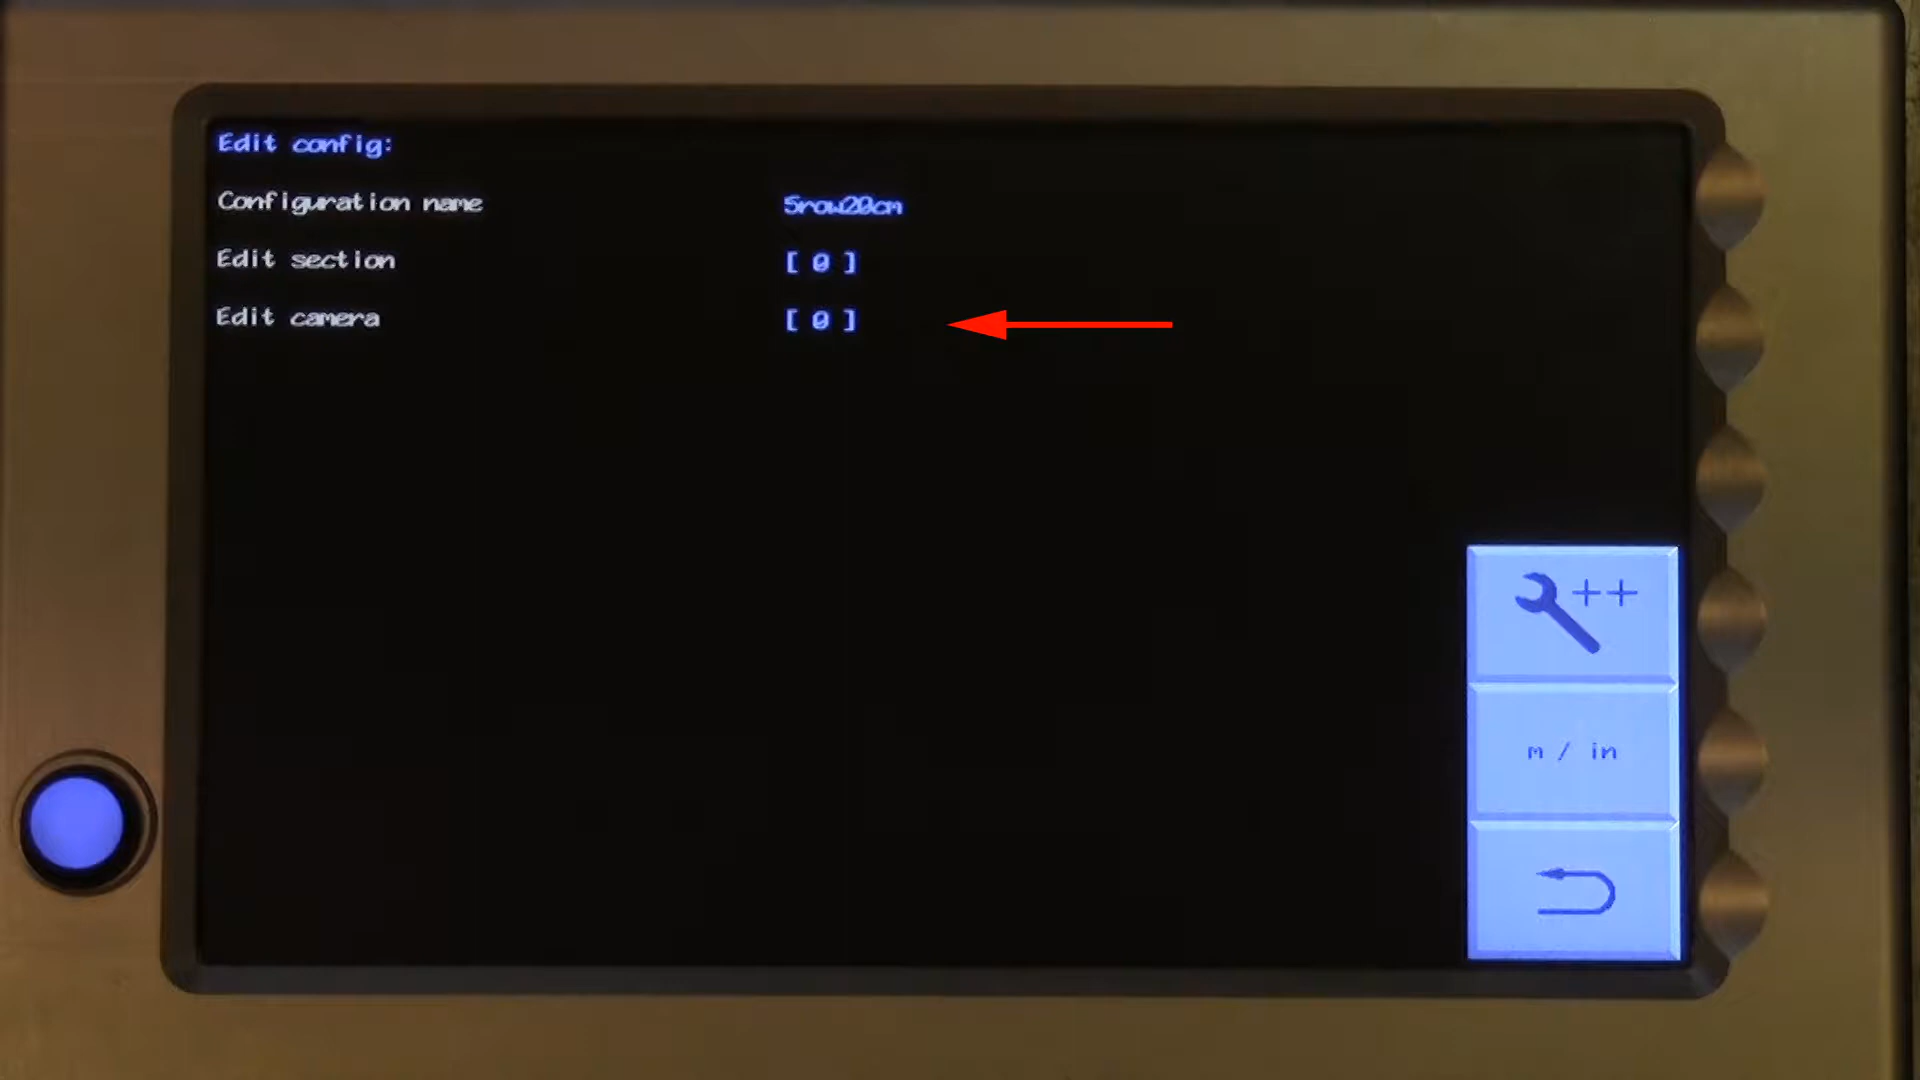 Edit config:
Configuration name 5row20cm
Edit section [ 0 ]
Edit camera [ 0 ]
++
m / in